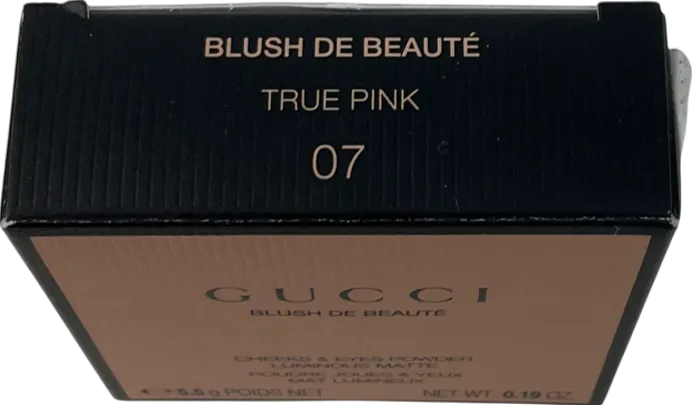 BLUSH DE BEAUTÉ
TRUE PINK
07
GUCCI
BLUSH DE BEAUTÉ
CHEEKS & EYES POWDER
LUMINOUS MATTE
POUDRE JOUES & YEUX
MAT LUMINEUX
5.5 g POIDS NET NET WT. 0.19 OZ.